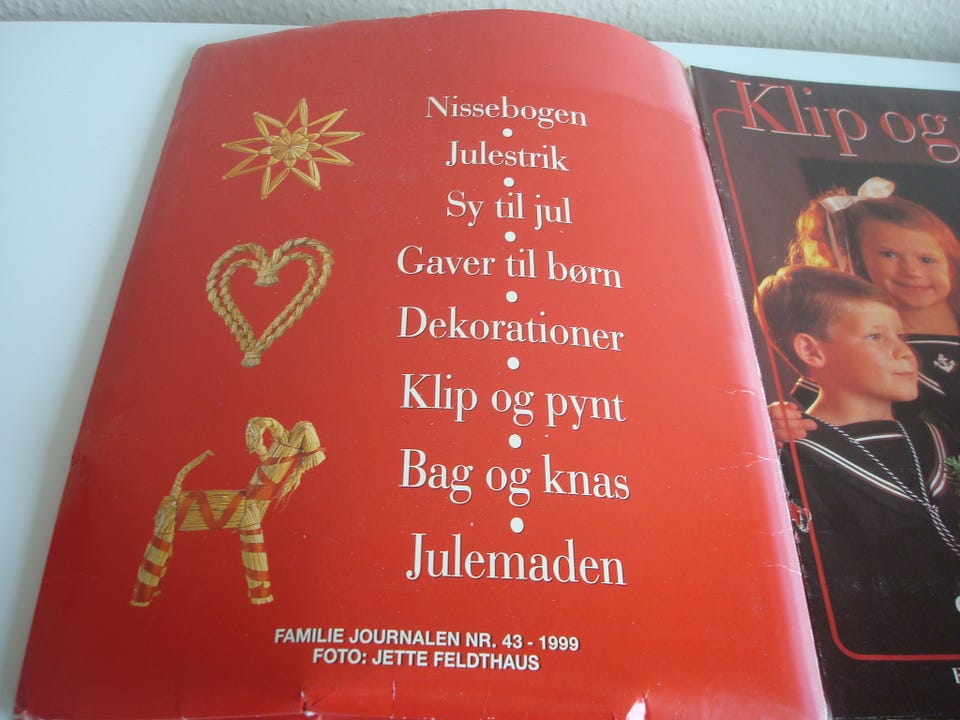 Nissebogen
Julestrik
Sy til jul
Gaver til børn
Dekorationer
Klip og pynt
Bag og knas
Julemaden
FAMILIE JOURNALEN NR. 43 - 1999
FOTO: JETTE FELDTHAUS
Klip og